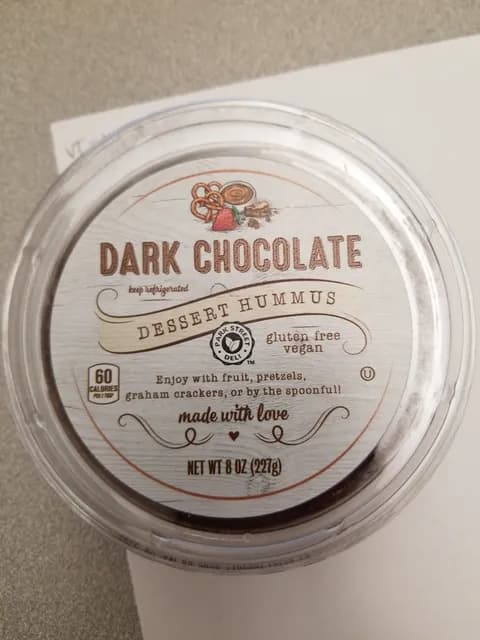 DARK CHOCOLATE
keep refrigerated
DESSERT HUMMUS
PARK STREET
DELI™
gluten free
vegan
U
60
CALORIES
Enjoy with fruit, pretzels,
graham crackers, or by the spoonful!
made with love
NET WT 8 OZ (227g)